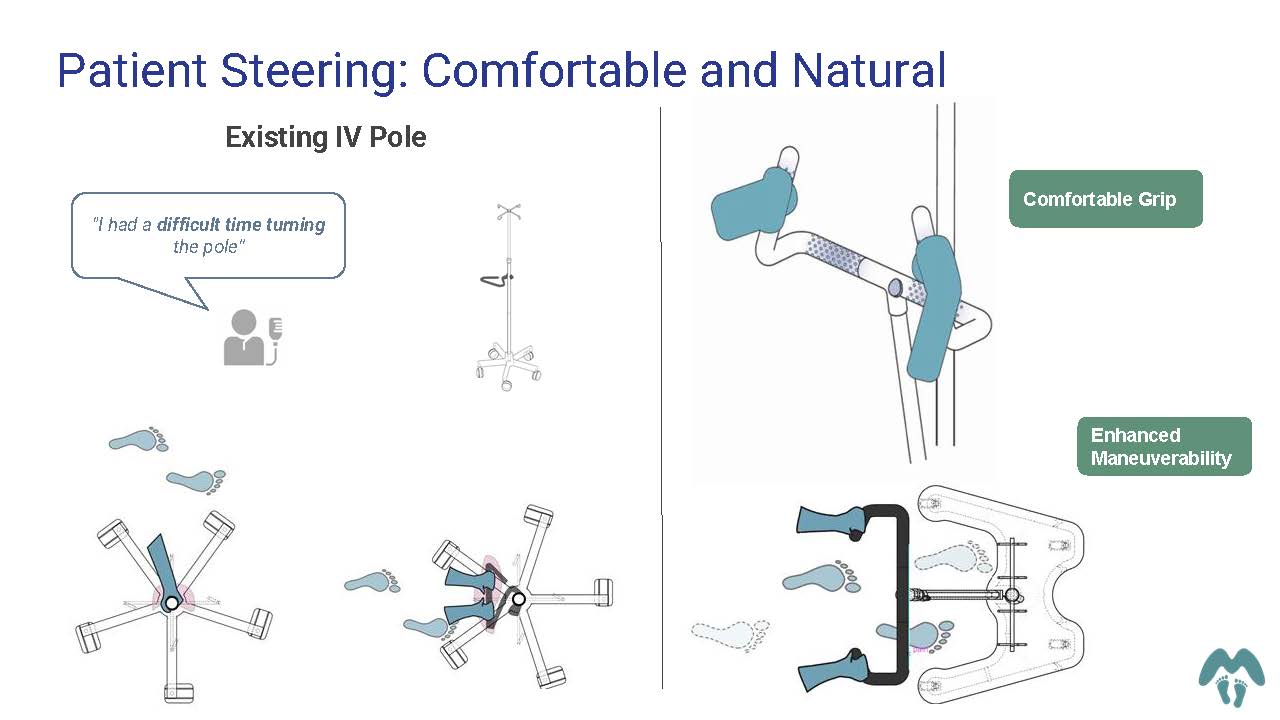 Patient Steering: Comfortable and Natural
Existing IV Pole
"I had a difficult time turning
the pole"
Comfortable Grip
Enhanced
Maneuverability